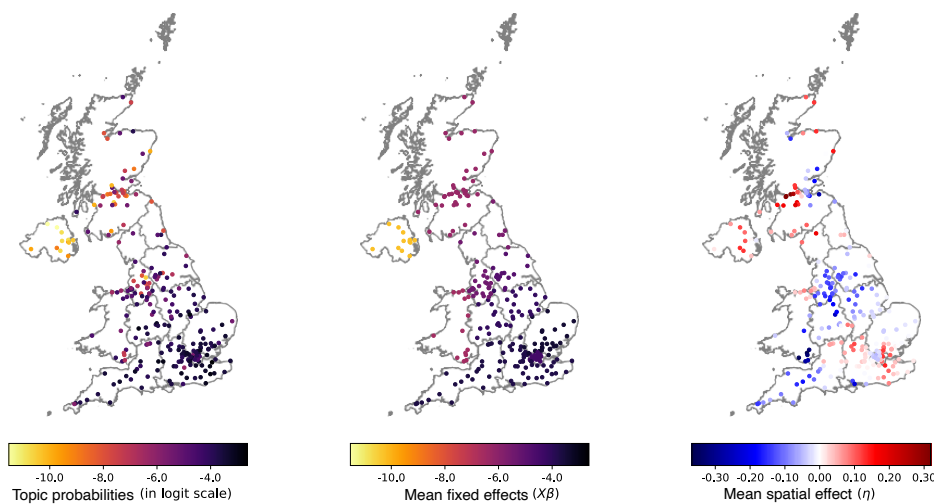 -10.0 -8.0 -6.0 -4.0
Topic probabilities (in logit scale)
-10.0 -8.0 -6.0 -4.0
Mean fixed effects (Xβ)
-0.30 -0.20 -0.10 0.00 0.10 0.20 0.30
Mean spatial effect (η)